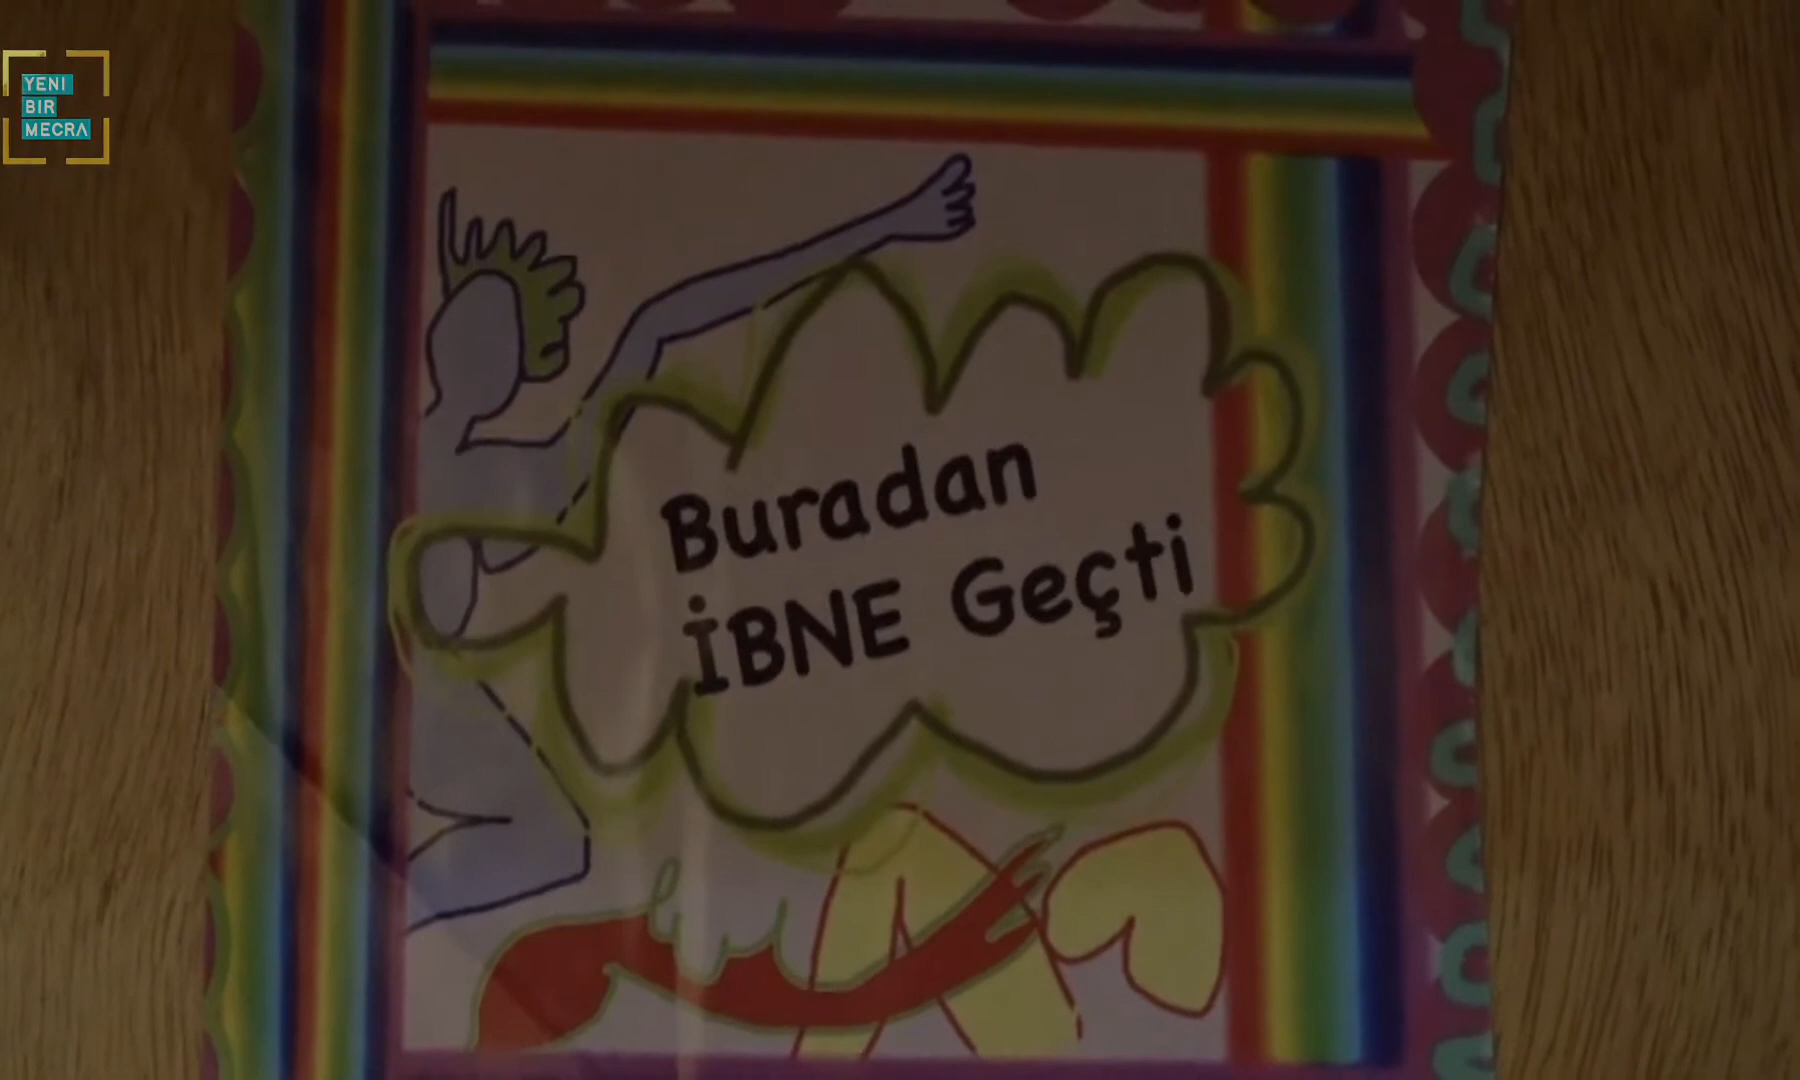 YENI
BIR
MECRA
Buradan
İBNE Geçti